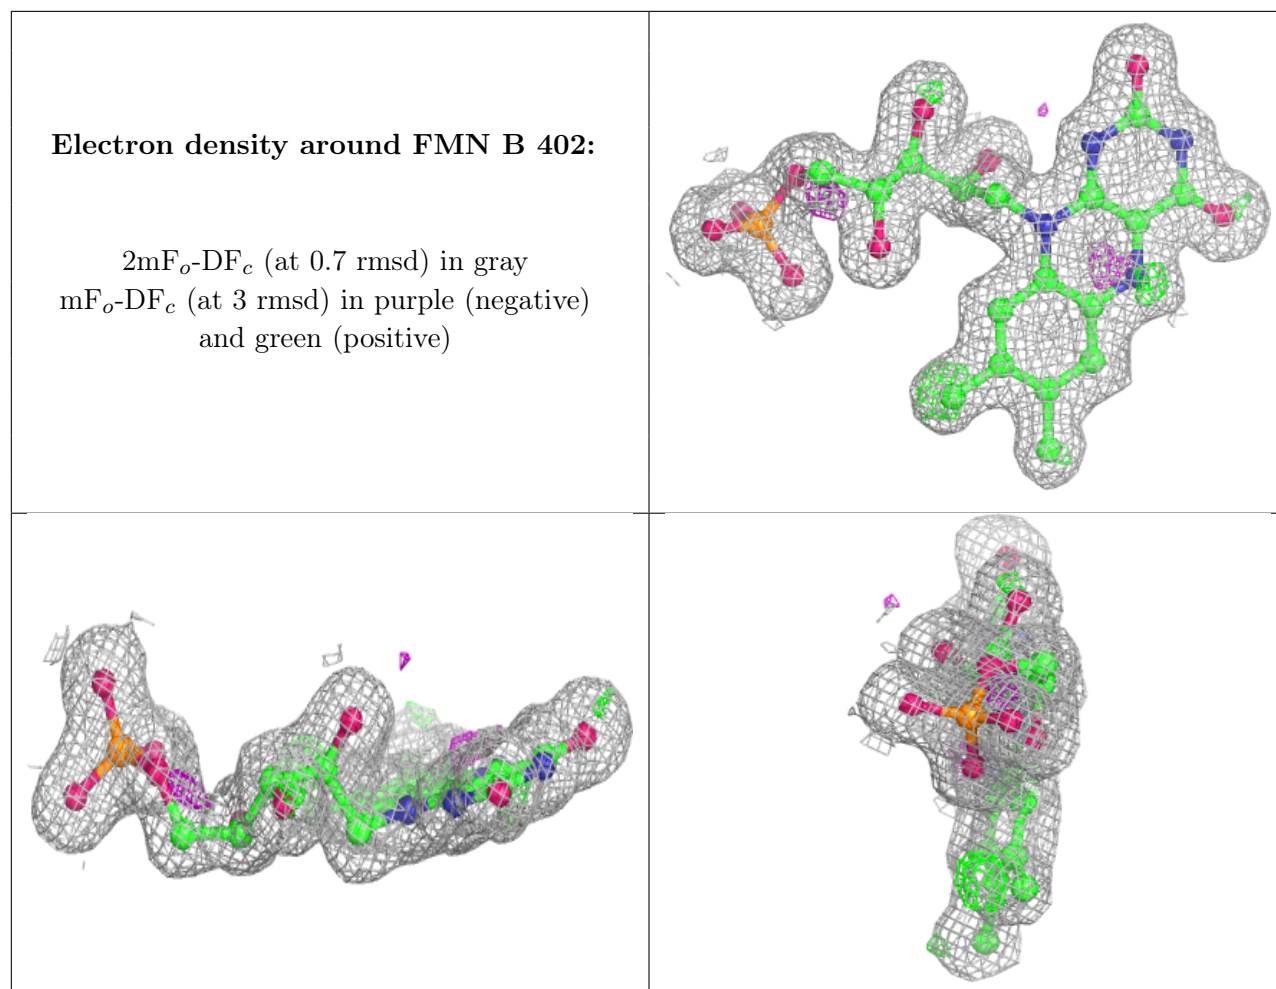 Electron density around FMN B 402:
2mFo-DFc (at 0.7 rmsd) in gray
mFo-DFc (at 3 rmsd) in purple (negative)
and green (positive)